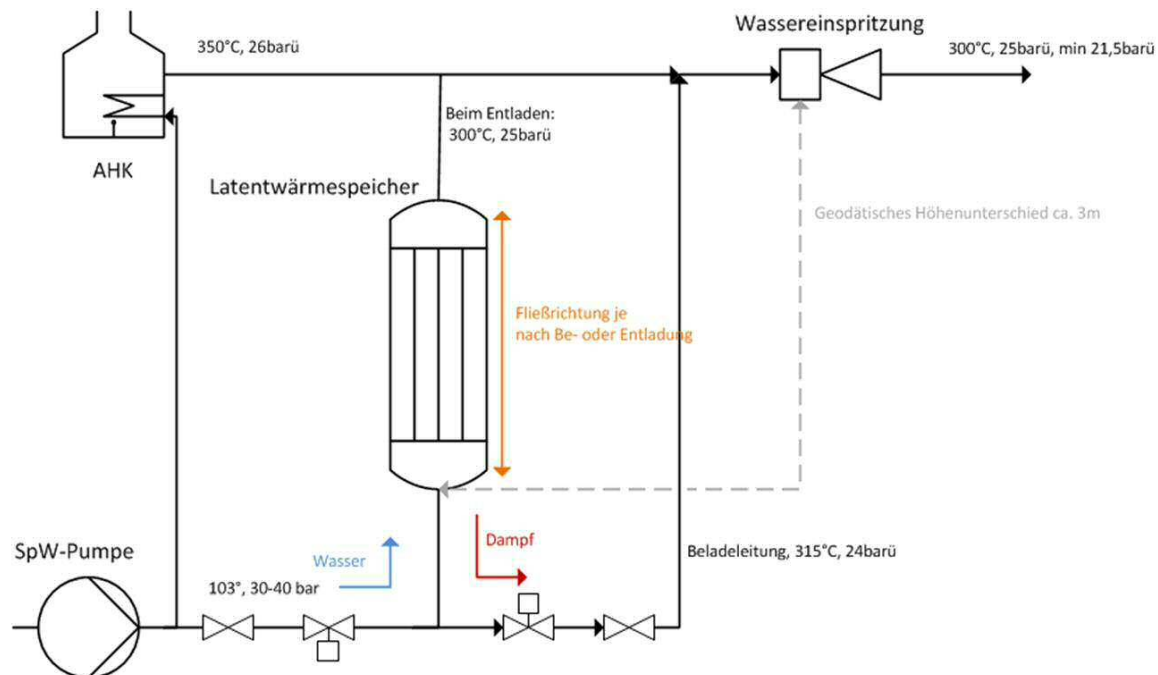 Wassereinspritzung
350°C, 26barü
300°C, 25barü, min 21,5barü
Beim Entladen:
300°C, 25barü
AHK
Latentwärmespeicher
Geodätisches Höhenunterschied ca. 3m
Fließrichtung je
nach Be- oder Entladung
SpW-Pumpe
Wasser
Dampf
Beladeleitung, 315°C, 24barü
103°, 30-40 bar